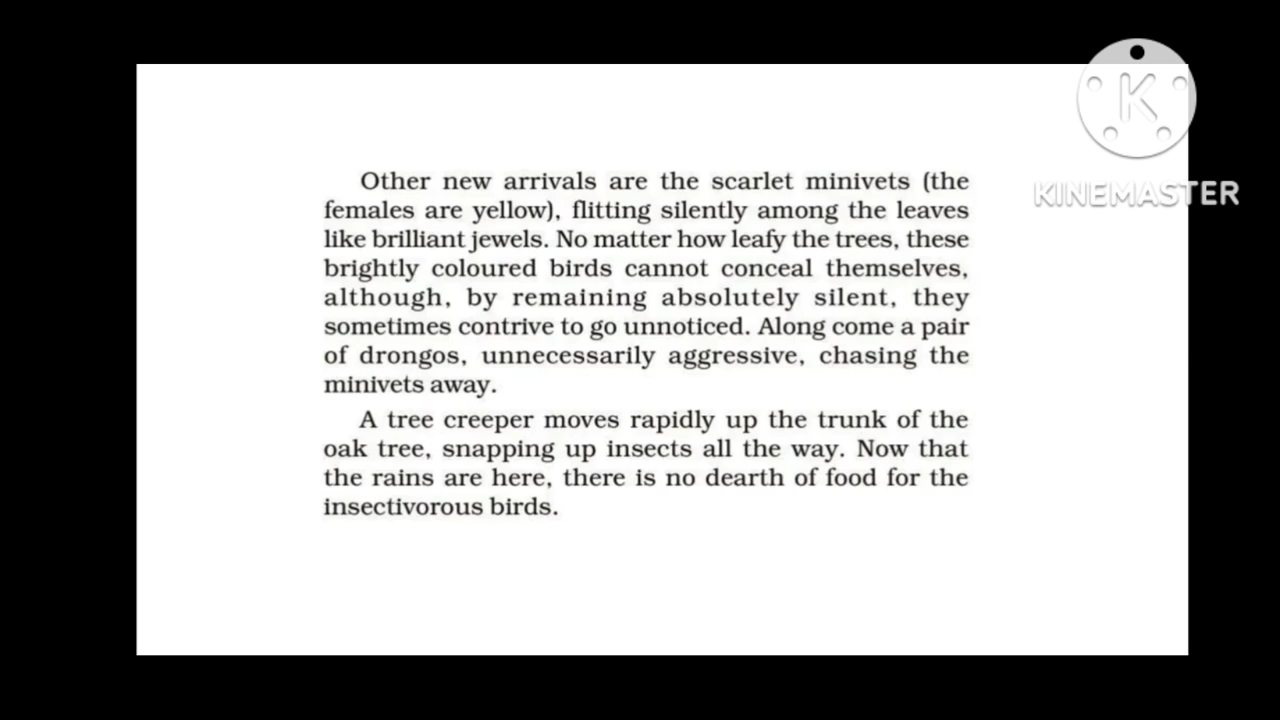 K
KINEMASTER
Other new arrivals are the scarlet minivets (the
females are yellow), flitting silently among the leaves
like brilliant jewels. No matter how leafy the trees, these
brightly coloured birds cannot conceal themselves,
although, by remaining absolutely silent, they
sometimes contrive to go unnoticed. Along come a pair
of drongos, unnecessarily aggressive, chasing the
minivets away.
A tree creeper moves rapidly up the trunk of the
oak tree, snapping up insects all the way. Now that
the rains are here, there is no dearth of food for the
insectivorous birds.